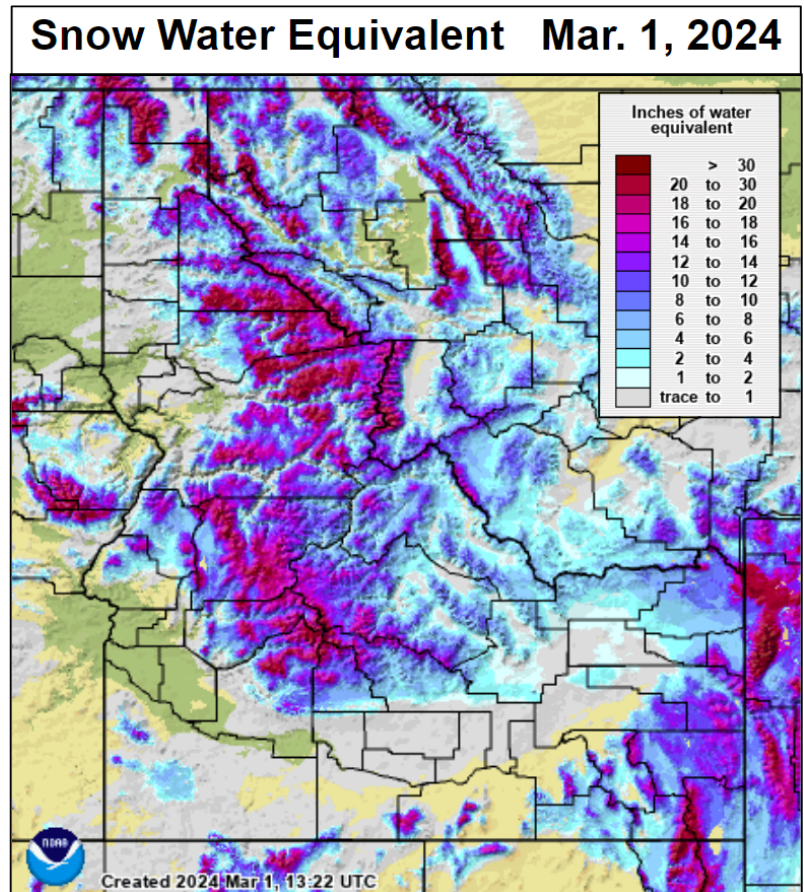 Snow Water Equivalent Mar. 1, 2024
Inches of water
equivalent
> 30
20 to 30
18 to 20
16 to 18
14 to 16
12 to 14
10 to 12
8 to 10
6 to 8
4 to 6
2 to 4
1 to 2
trace to 1
NOAA
Created 2024 Mar 1, 13:22 UTC